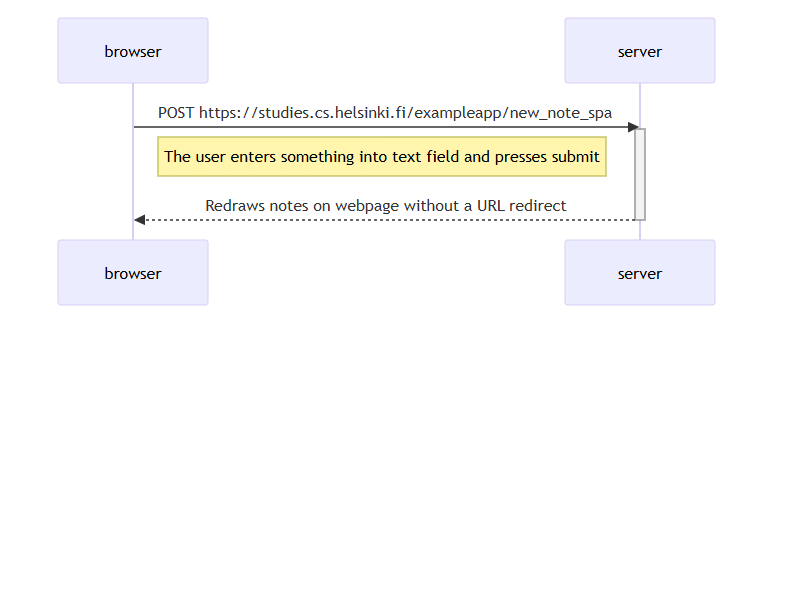 browser
server
POST https://studies.cs.helsinki.fi/exampleapp/new_note_spa
The user enters something into text field and presses submit
Redraws notes on webpage without a URL redirect
browser
server